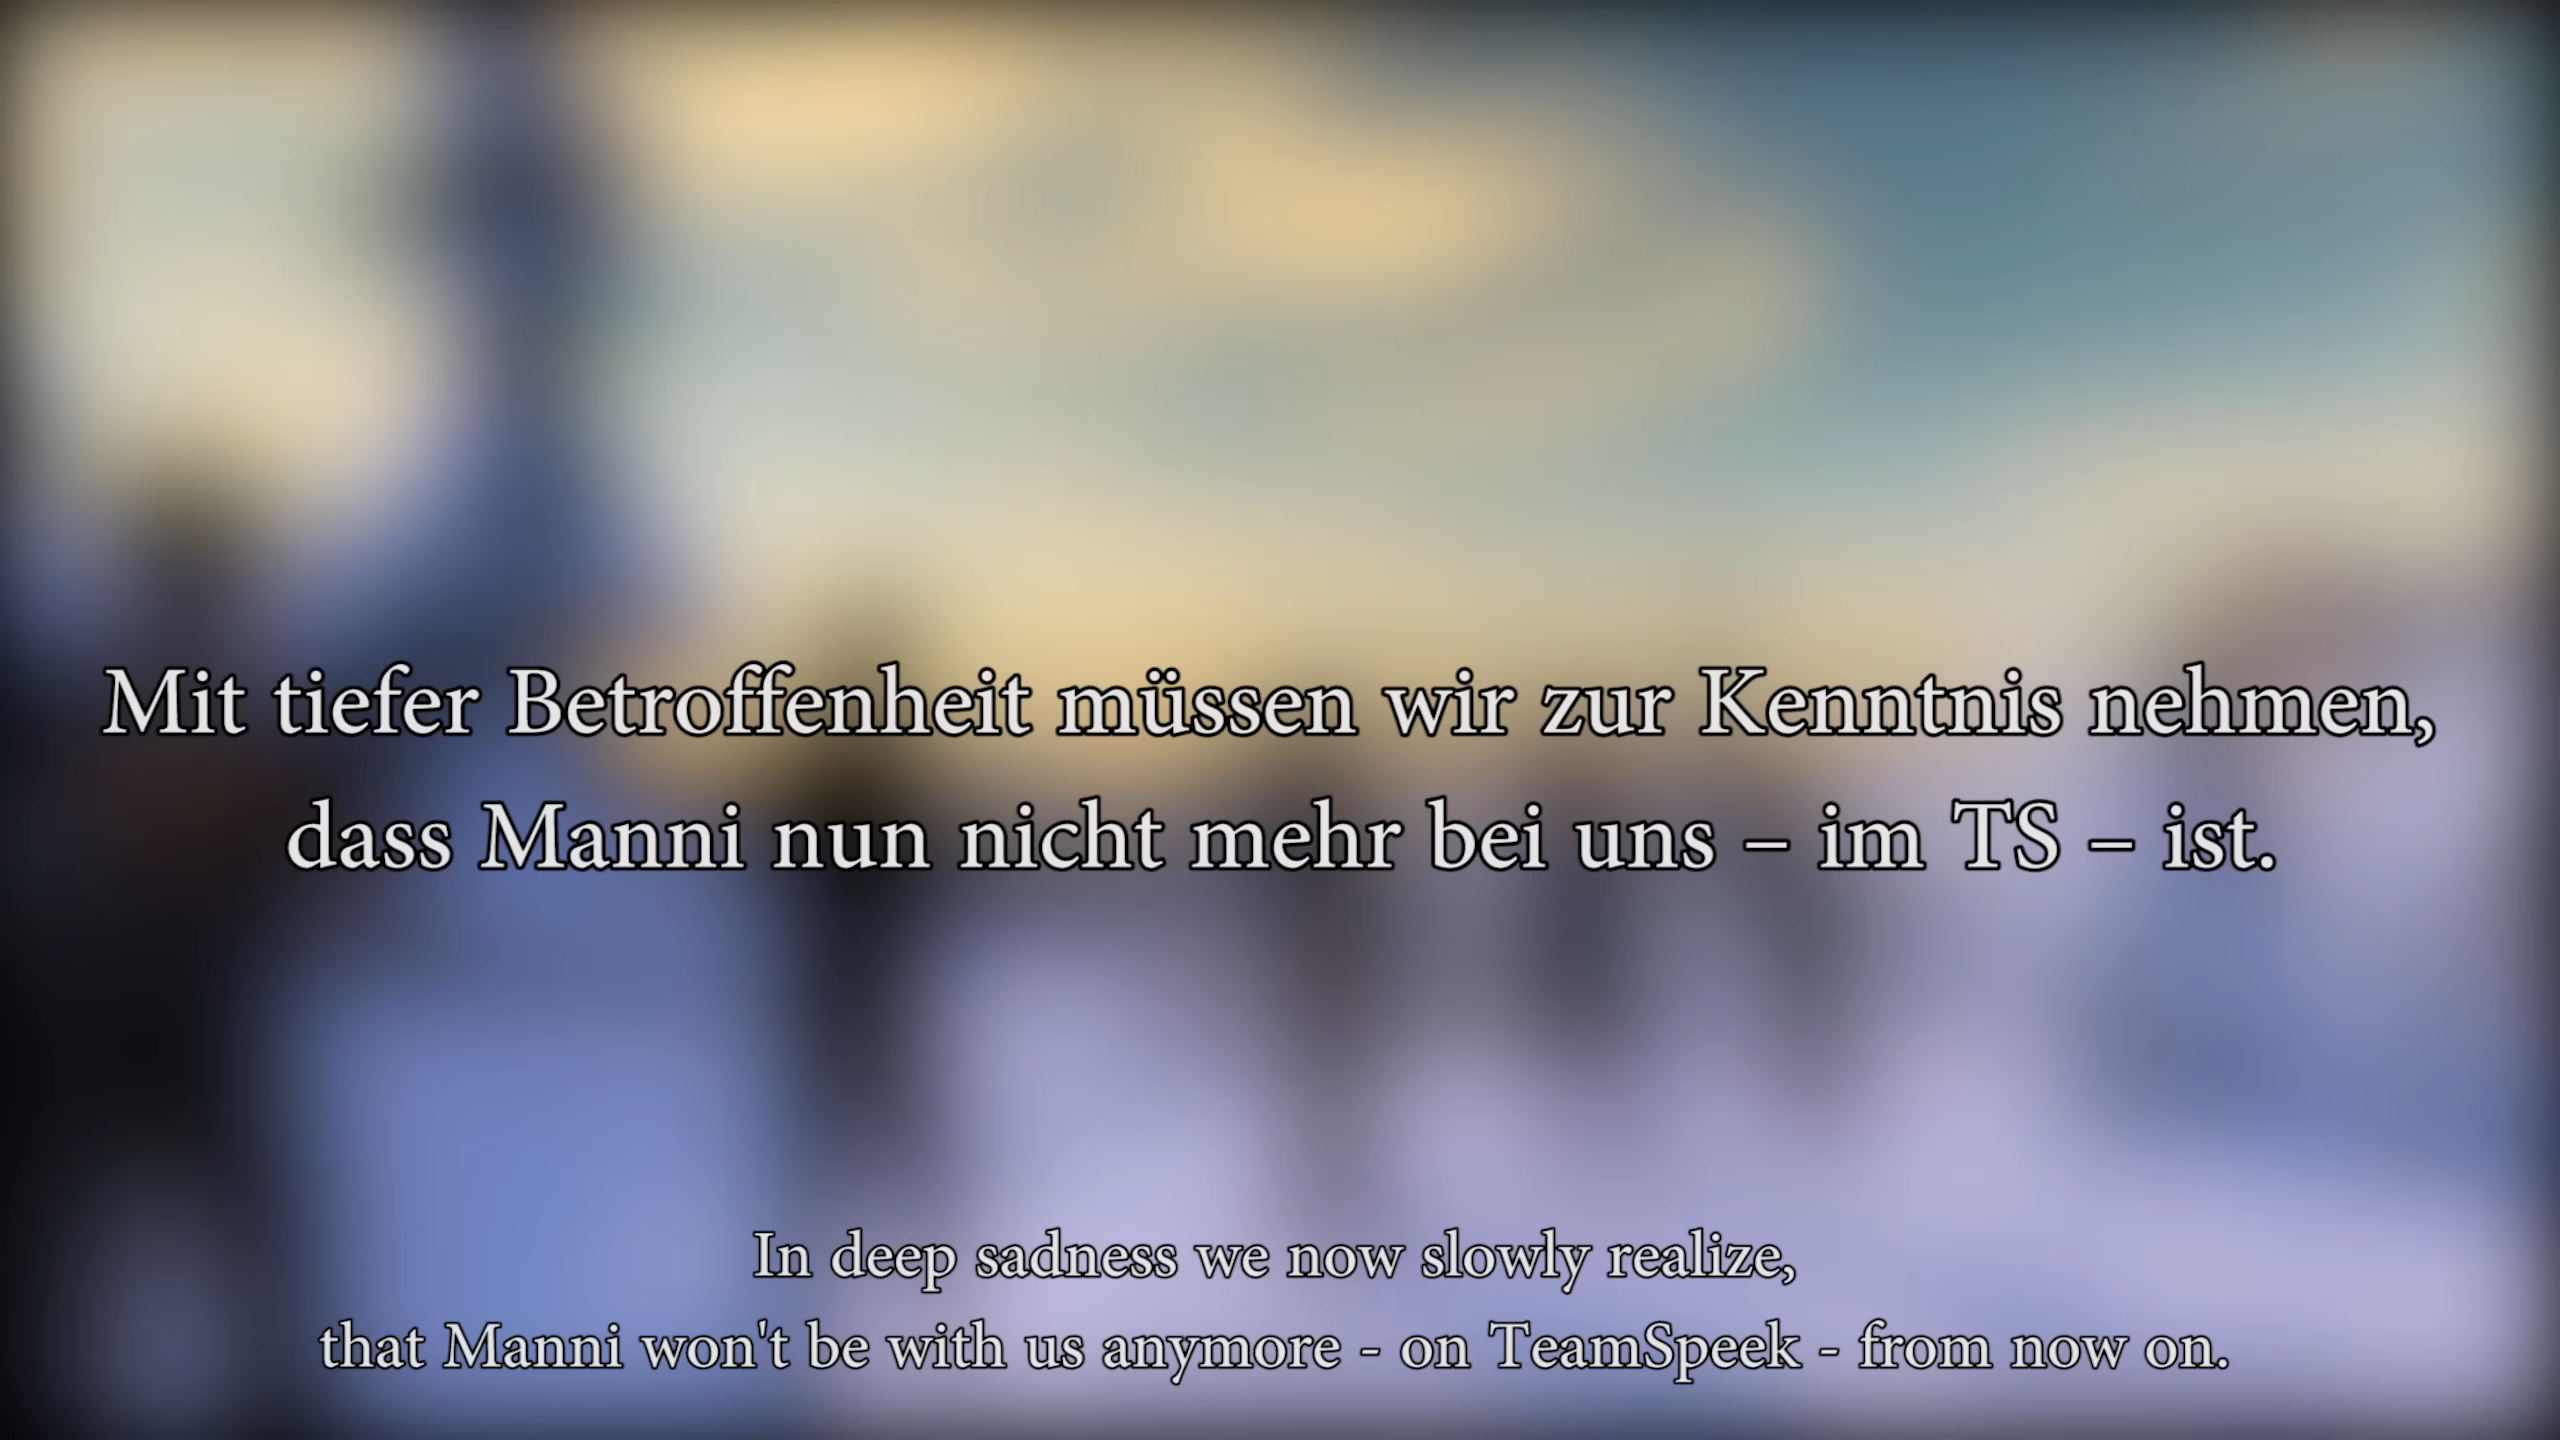 Mit tiefer Betroffenheit müssen wir zur Kenntnis nehmen,
dass Manni nun nicht mehr bei uns – im TS – ist.
In deep sadness we now slowly realize,
that Manni won't be with us anymore - on TeamSpeek - from now on.